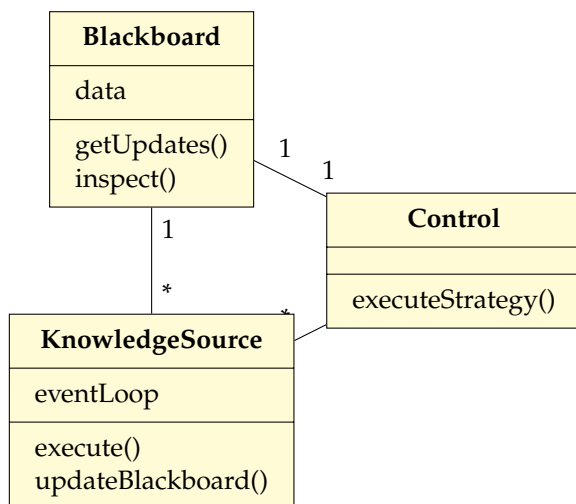 Blackboard
data
getUpdates()
inspect()
1
1
1
*
Control
executeStrategy()
*
KnowledgeSource
eventLoop
execute()
updateBlackboard()